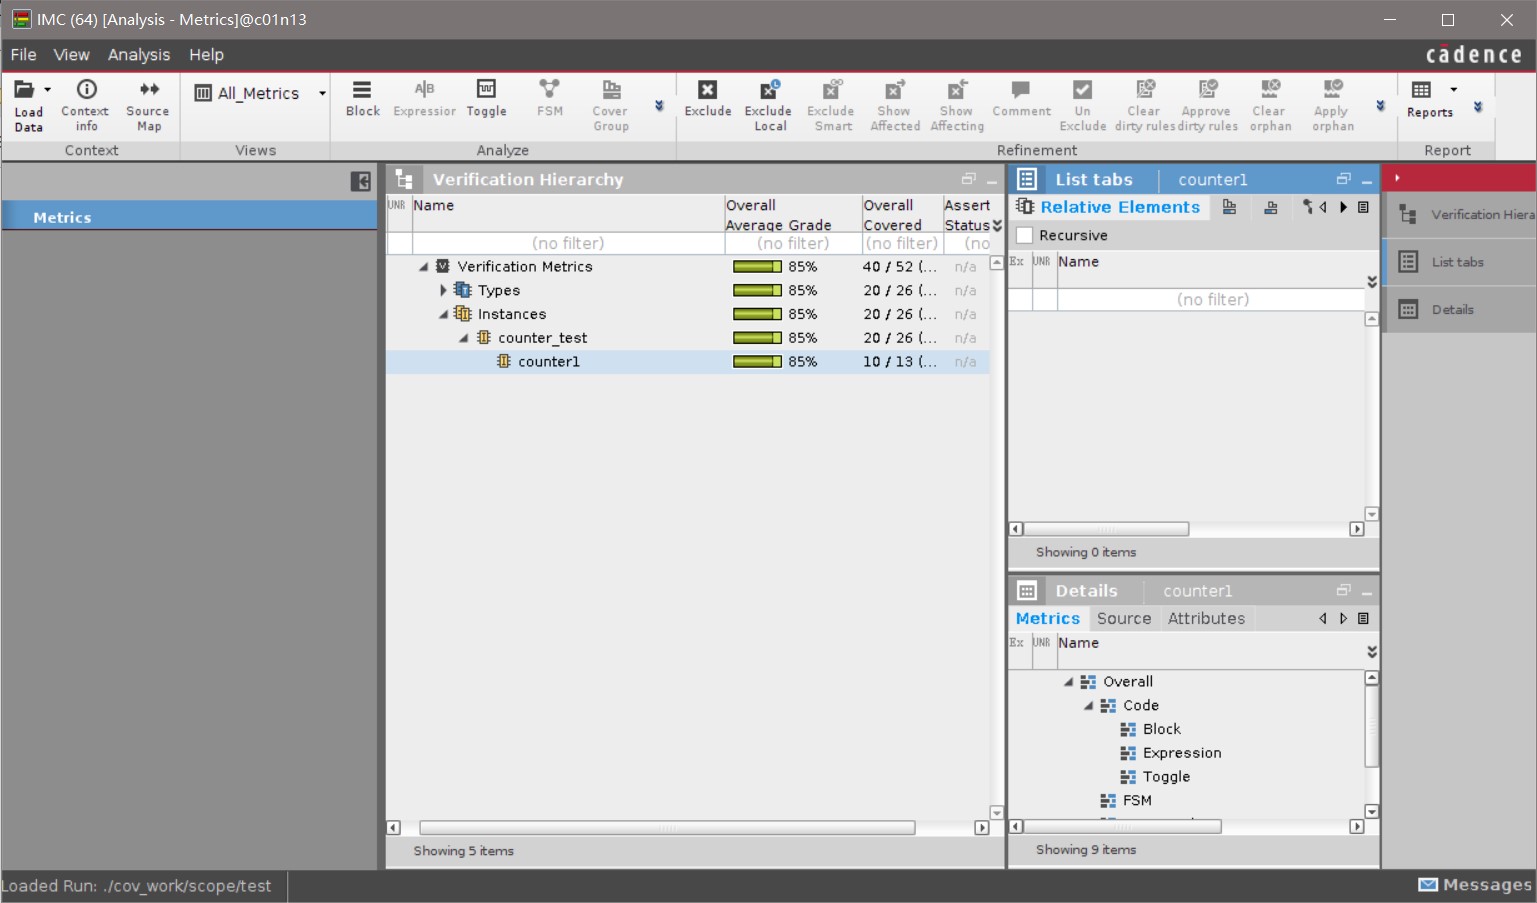 IMC (64) [Analysis - Metrics]@c01n13
File View Analysis Help
cādence
Load Data
Context info
Source Map
All_Metrics
Block
Expression
Toggle
FSM
Cover Group
Exclude
Exclude Local
Exclude Smart
Show Affected
Show Affecting
Comment
Un Exclude
Clear dirty rules
Approve dirty rules
Clear orphan
Apply orphan
Reports
Context Views Analyze Refinement Report
Metrics
Verification Hierarchy
UNR Name Overall Average Grade Overall Covered Assert Status
(no filter) (no filter) (no filter) (no
Verification Metrics 85% 40 / 52 (... n/a
Types 85% 20 / 26 (... n/a
Instances 85% 20 / 26 (... n/a
counter_test 85% 20 / 26 (... n/a
counter1 85% 10 / 13 (... n/a
Showing 5 items
List tabs counter1
Relative Elements
Recursive
Ex UNR Name
(no filter)
Showing 0 items
Details counter1
Metrics Source Attributes
Ex UNR Name
Overall
Code
Block
Expression
Toggle
FSM
Showing 9 items
Verification Hiera
List tabs
Details
Loaded Run: ./cov_work/scope/test
Messages